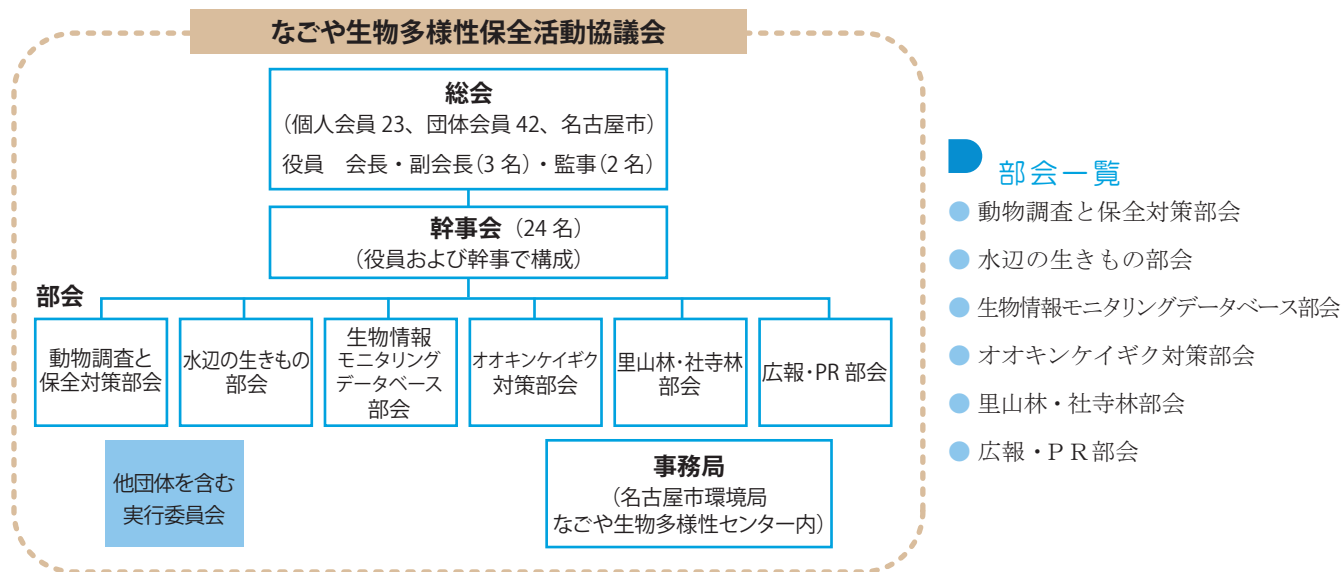 なごや生物多様性保全活動協議会
総会
（個人会員 23、団体会員 42、名古屋市）
役員　会長・副会長（3 名）・監事（2 名）
幹事会（24 名）
（役員および幹事で構成）
部会
動物調査と
保全対策部会
水辺の生きもの
部会
生物情報
モニタリング
データベース
部会
オオキンケイギク
対策部会
里山林・社寺林
部会
広報・PR 部会
他団体を含む
実行委員会
事務局
（名古屋市環境局
なごや生物多様性センター内）
部会一覧
動物調査と保全対策部会
水辺の生きもの部会
生物情報モニタリングデータベース部会
オオキンケイギク対策部会
里山林・社寺林部会
広報・ＰＲ部会